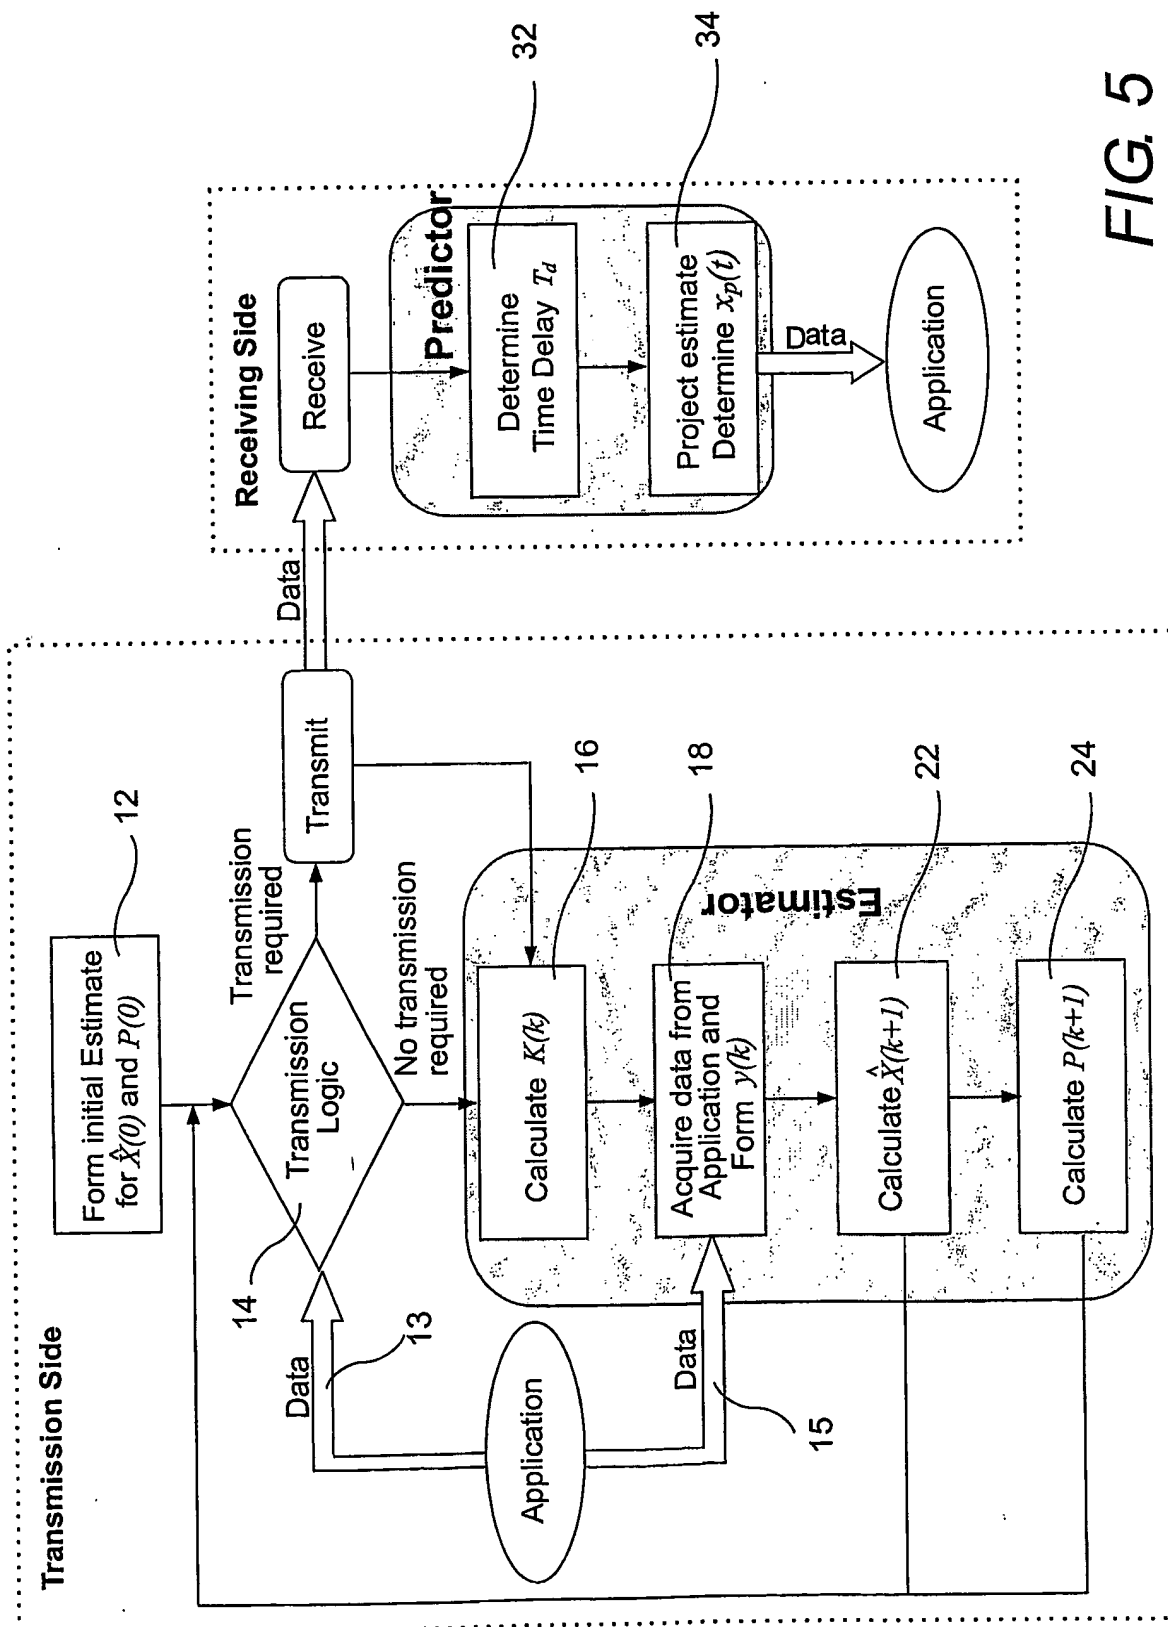 Transmission Side
Form initial Estimate
for X̂(0) and P(0)
12
Transmission
Logic
14
Transmission
required
No transmission
required
Transmit
Data
13
Application
Data
15
Estimator
Calculate K(k)
16
Acquire data from
Application and
Form y(k)
18
Calculate X̂(k+1)
22
Calculate P(k+1)
24
Data
Receiving Side
Receive
Predictor
Determine
Time Delay T_d
32
Project estimate
Determine x_p(t)
34
Data
Application
FIG. 5